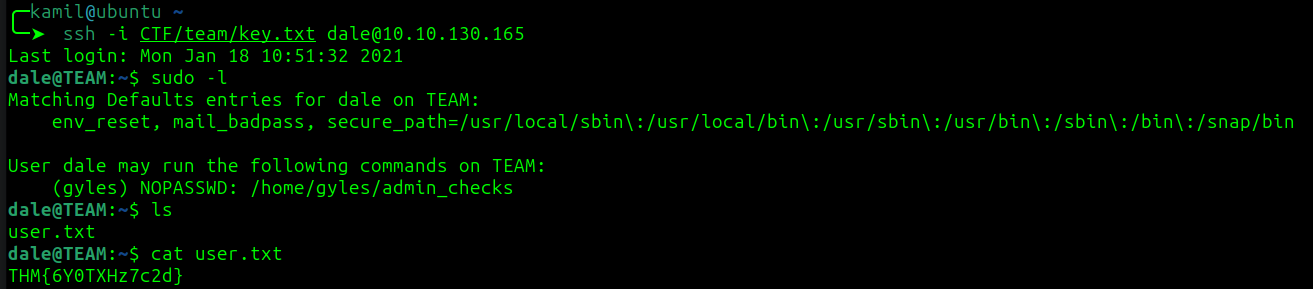 kamil@ubuntu ~
➤ ssh -i CTF/team/key.txt dale@10.10.130.165
Last login: Mon Jan 18 10:51:32 2021
dale@TEAM:~$ sudo -l
Matching Defaults entries for dale on TEAM:
    env_reset, mail_badpass, secure_path=/usr/local/sbin\:/usr/local/bin\:/usr/sbin\:/usr/bin\:/sbin\:/bin\:/snap/bin

User dale may run the following commands on TEAM:
    (gyles) NOPASSWD: /home/gyles/admin_checks
dale@TEAM:~$ ls
user.txt
dale@TEAM:~$ cat user.txt
THM{6Y0TXHz7c2d}